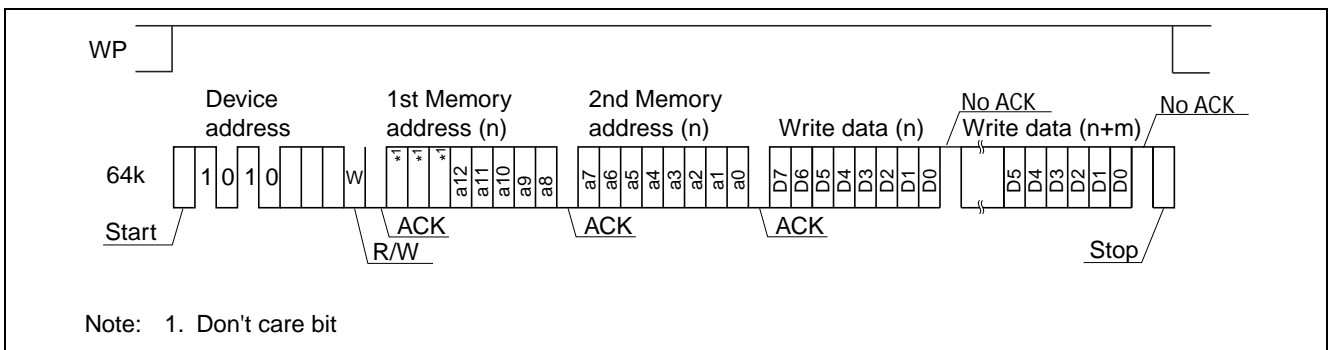 WP
Device address
1st Memory address (n)
2nd Memory address (n)
Write data (n)
No ACK
Write data (n+m)
No ACK
64k
1 0 1 0 W
*1 *1 *1 a12 a11 a10 a9 a8
a7 a6 a5 a4 a3 a2 a1 a0
D7 D6 D5 D4 D3 D2 D1 D0
D5 D4 D3 D2 D1 D0
Start
R/W
ACK
ACK
ACK
Stop
Note: 1. Don't care bit